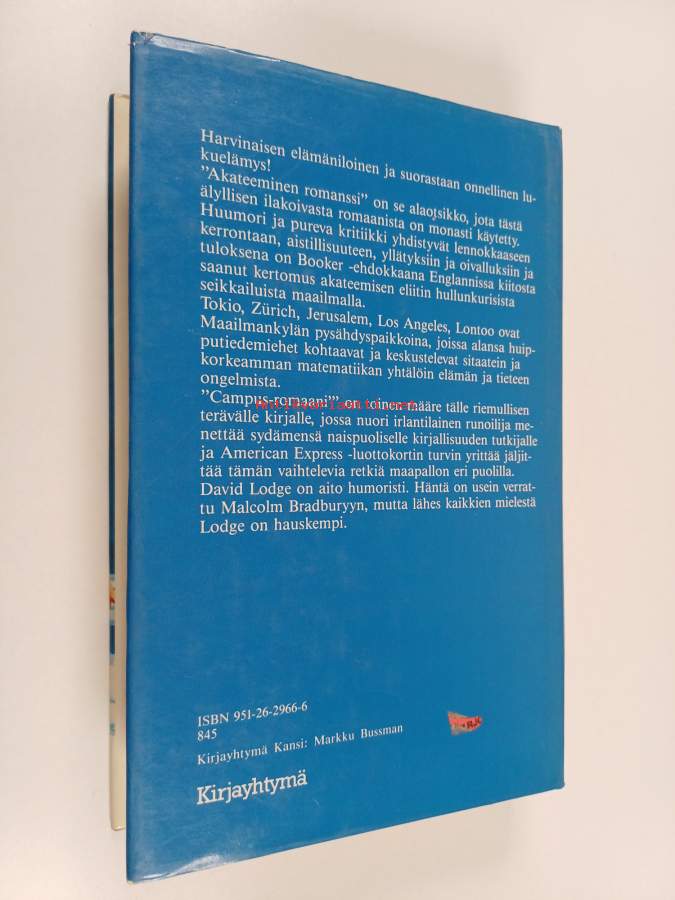 Harvinaisen elämäniloinen ja suorastaan onnellinen lu-
kuelämys!
”Akateeminen romanssi” on se alaotsikko, jota tästä
älyllisen ilakoivasta romaanista on monasti käytetty.
Huumori ja pureva kritiikki yhdistyvät lennokkaaseen
kerrontaan, aistillisuuteen, yllätyksiin ja oivalluksiin ja
tuloksena on Booker -ehdokkaana Englannissa kiitosta
saanut kertomus akateemisen eliitin hullunkurisista
seikkailuista maailmalla.
Tokio, Zürich, Jerusalem, Los Angeles, Lontoo ovat
Maailmankylän pysähdyspaikkoina, joissa alansa huip-
putiedemiehet kohtaavat ja keskustelevat sitaatein ja
korkeamman matematiikan yhtälöin elämän ja tieteen
ongelmista.
”Campus-romaani” on toinen määre tälle riemullisen
terävälle kirjalle, jossa nuori irlantilainen runoilija me-
nettää sydämensä naispuoliselle kirjallisuuden tutkijalle
ja American Express -luottokortin turvin yrittää jäljit-
tää tämän vaihtelevia retkiä maapallon eri puolilla.
David Lodge on aito humoristi. Häntä on usein verrat-
tu Malcolm Bradburyyn, mutta lähes kaikkien mielestä
Lodge on hauskempi.
ISBN 951-26-2966-6
845
Kirjayhtymä Kansi: Markku Bussman
Kirjayhtymä